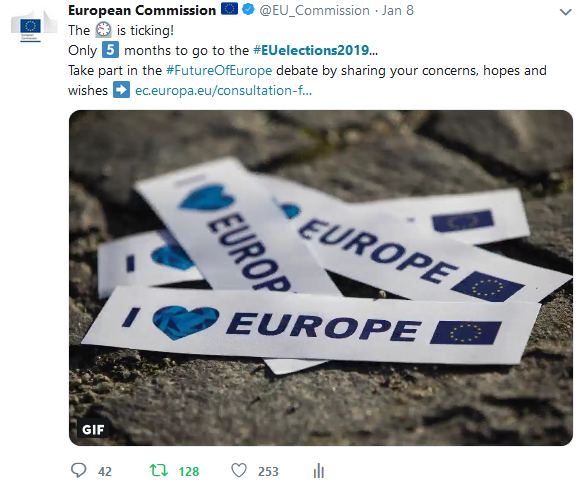 European Commission 🇪🇺 @EU_Commission · Jan 8
The 🕒 is ticking!
Only 5️⃣ months to go to the #EUelections2019...
Take part in the #FutureOfEurope debate by sharing your concerns, hopes and
wishes ➡️ ec.europa.eu/consultation-f...
EUROPE
EUROP
I EUROPE
GIF
42 128 253